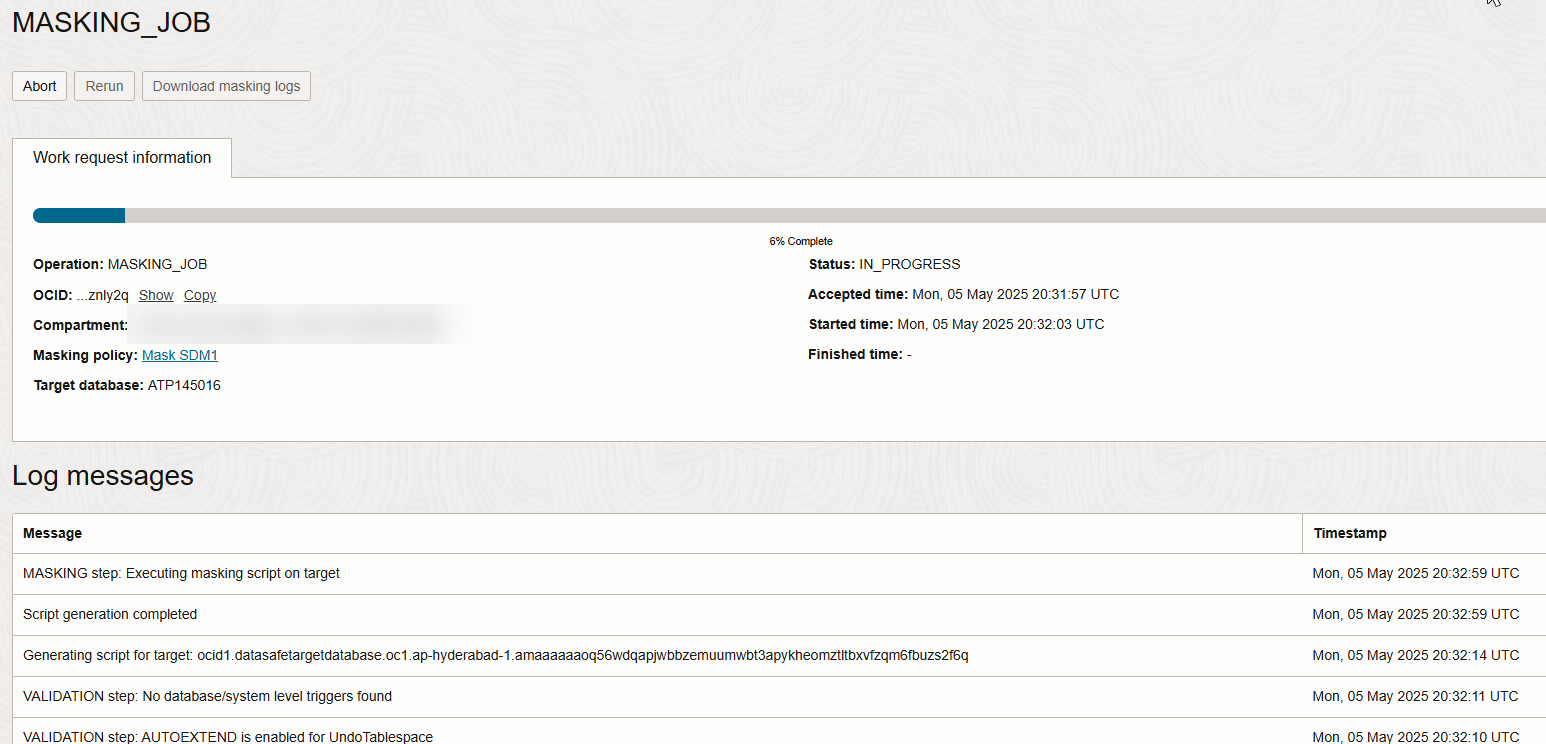 MASKING_JOB
Abort Rerun Download masking logs
Work request information
6% Complete
Operation: MASKING_JOB
OCID: ...znly2q Show Copy
Compartment:
Masking policy: Mask SDM1
Target database: ATP145016
Status: IN_PROGRESS
Accepted time: Mon, 05 May 2025 20:31:57 UTC
Started time: Mon, 05 May 2025 20:32:03 UTC
Finished time: -
Log messages
Message Timestamp
MASKING step: Executing masking script on target Mon, 05 May 2025 20:32:59 UTC
Script generation completed Mon, 05 May 2025 20:32:59 UTC
Generating script for target: ocid1.datasafetargetdatabase.oc1.ap-hyderabad-1.amaaaaaaoq56wdqapjwbbzemuumwbt3apykheomztltbxvfzqm6fbuzs2f6q Mon, 05 May 2025 20:32:14 UTC
VALIDATION step: No database/system level triggers found Mon, 05 May 2025 20:32:11 UTC
VALIDATION step: AUTOEXTEND is enabled for UndoTablespace Mon, 05 May 2025 20:32:10 UTC